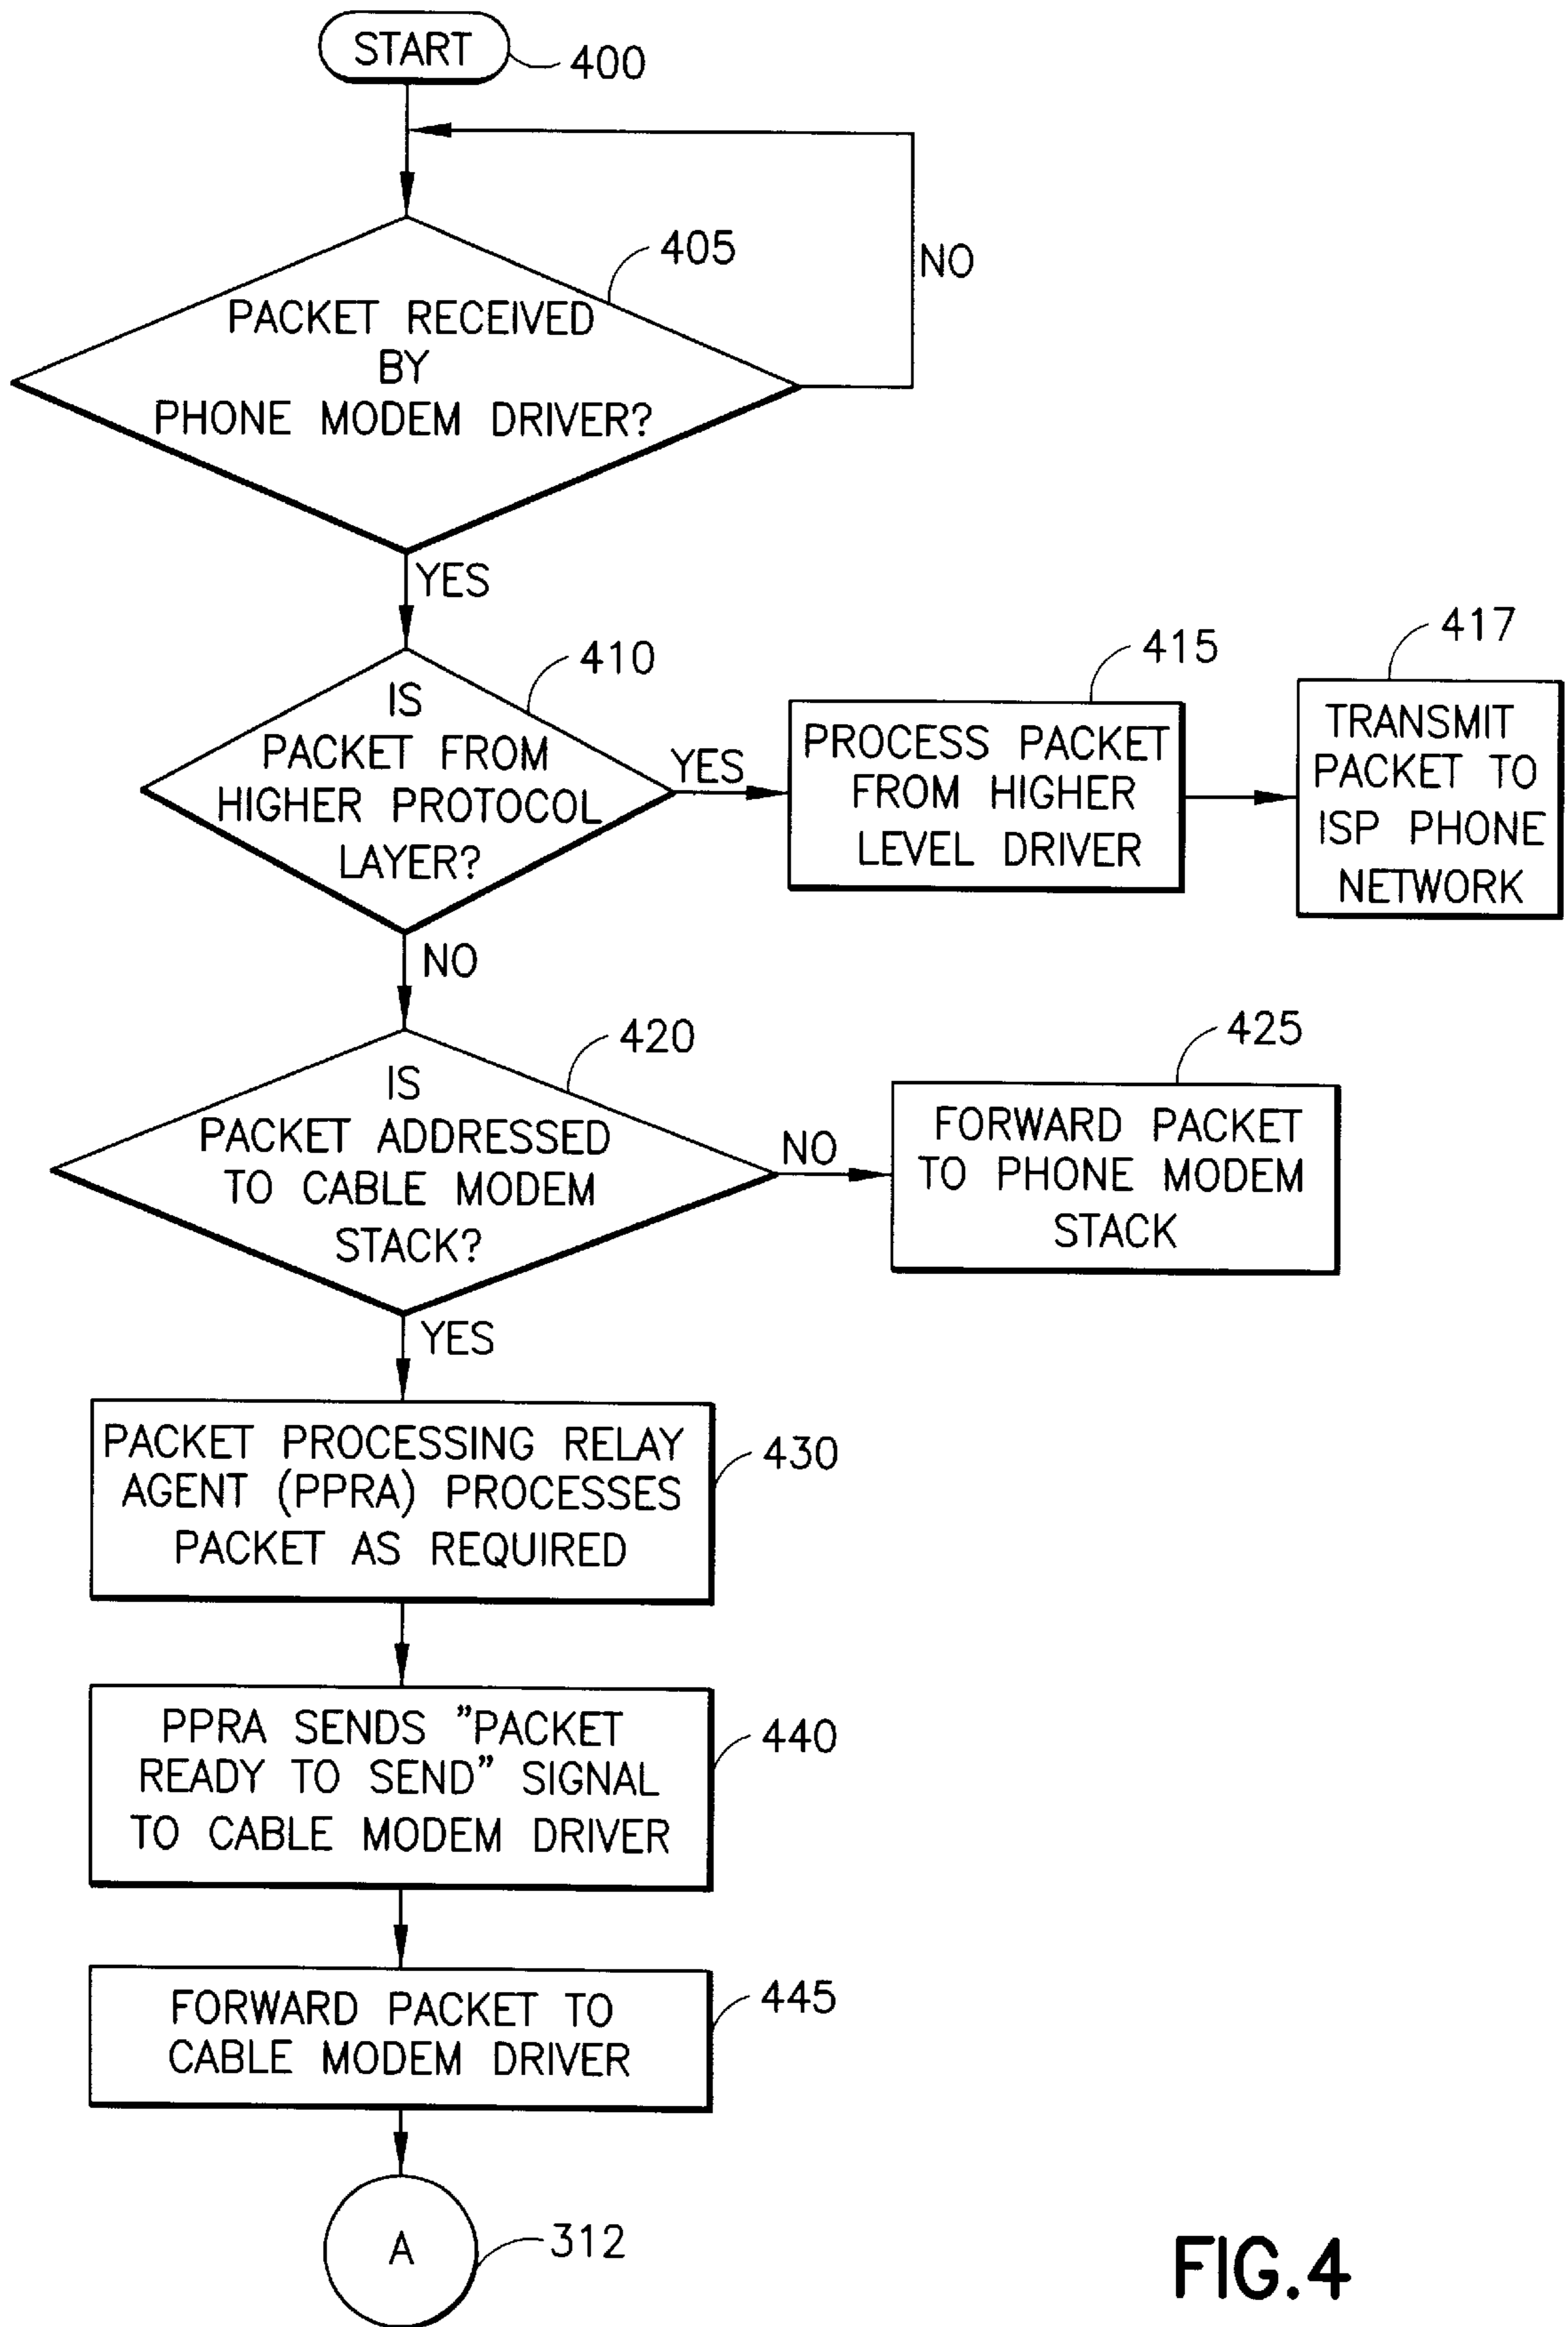 START
400
NO
405
PACKET RECEIVED
BY
PHONE MODEM DRIVER?
YES
410
IS
PACKET FROM
HIGHER PROTOCOL
LAYER?
YES
415
PROCESS PACKET
FROM HIGHER
LEVEL DRIVER
417
TRANSMIT
PACKET TO
ISP PHONE
NETWORK
NO
420
IS
PACKET ADDRESSED
TO CABLE MODEM
STACK?
NO
425
FORWARD PACKET
TO PHONE MODEM
STACK
YES
PACKET PROCESSING RELAY
AGENT (PPRA) PROCESSES
PACKET AS REQUIRED
430
PPRA SENDS "PACKET
READY TO SEND" SIGNAL
TO CABLE MODEM DRIVER
440
FORWARD PACKET TO
CABLE MODEM DRIVER
445
A
312
FIG.4